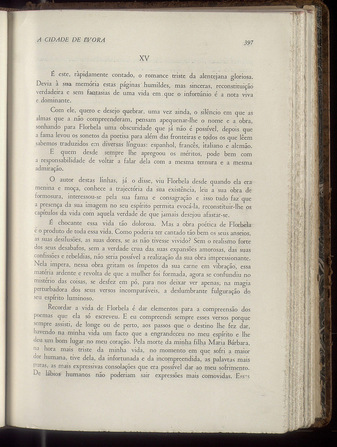 A CIDADE DE ÉVORA
397
XV
É este, ràpidamente contado, o romance triste da alentejana gloriosa.
Devia à sua memória estas páginas humildes, mas sinceras, reconstituição
verdadeira e sem fantasias de uma vida em que o infortúnio é a nota viva
e dominante.
Com ele, quero e desejo quebrar, uma vez ainda, o silêncio em que as
almas que a não compreenderam, pensam apequenar-lhe o nome e a obra,
sonhando para Florbela uma obscuridade que já não é possível, depois que
a fama levou os sonetos da poetisa para além das fronteiras e todos os que lêem
sabemos traduzidos em diversas línguas: espanhol, francês, italiano e alemão.
E quem desde sempre lhe apregoou os méritos, pode bem com
a responsabilidade de voltar a falar dela com a mesma ternura e a mesma
admiração.
O autor destas linhas, já o disse, viu Florbela desde quando ela era
menina e moça, conhece a trajectória da sua existência, leu a sua obra da
formosura, interessou-se pela sua fama e consagração e isso tudo faz que
a presença da sua imagem no seu espírito permita evocá-la, reconstituir-lhe os
capítulos da vida com aquela verdade de que jamais desejou afastar-se.
É chocante essa vida tão dolorosa. Mas a obra poética de Florbela
é o produto de toda essa vida. Como poderia ter cantado tão bem os seus anseios,
as suas desilusões, as suas dores, se as não tivesse vivido? Sem o realismo forte
dos seus desabafos, sem a verdade crua das suas expansões amorosas, das suas
confissões e rebeldias, não seria possível a realização da sua obra impressionante.
Nela impera, nessa obra gritam os ímpetos da sua carne em vibração, essa
matéria ardente e revolta de que a mulher foi formada, agora se confundiu no
mistério das coisas, se desfez em pó, para nos deixar ver apenas, na magia
perturbadora dos seus versos incomparáveis, a deslumbrante fulguração do
seu espírito luminoso.
Recordar a vida de Florbela é dar elementos para a compreensão dos
poemas que ela só escreveu. E eu compreendi sempre esses versos porque
sempre assisti, de longe ou de perto, aos passos que o destino lhe fez dar,
havendo na minha vida um facto que a engrandeceu no meu espírito e lhe
deu um bom lugar no meu coração. Pela morte da minha filha Maria Bárbara,
na hora mais triste da minha vida, no momento em que sofri a maior
dor humana, tive dela, da infortunada e da incompreendida, as palavras mais
ternas, as mais expressivas consolações que era possível dar ao meu sofrimento.
De lábios humanos não poderiam sair expressões mais comovidas.